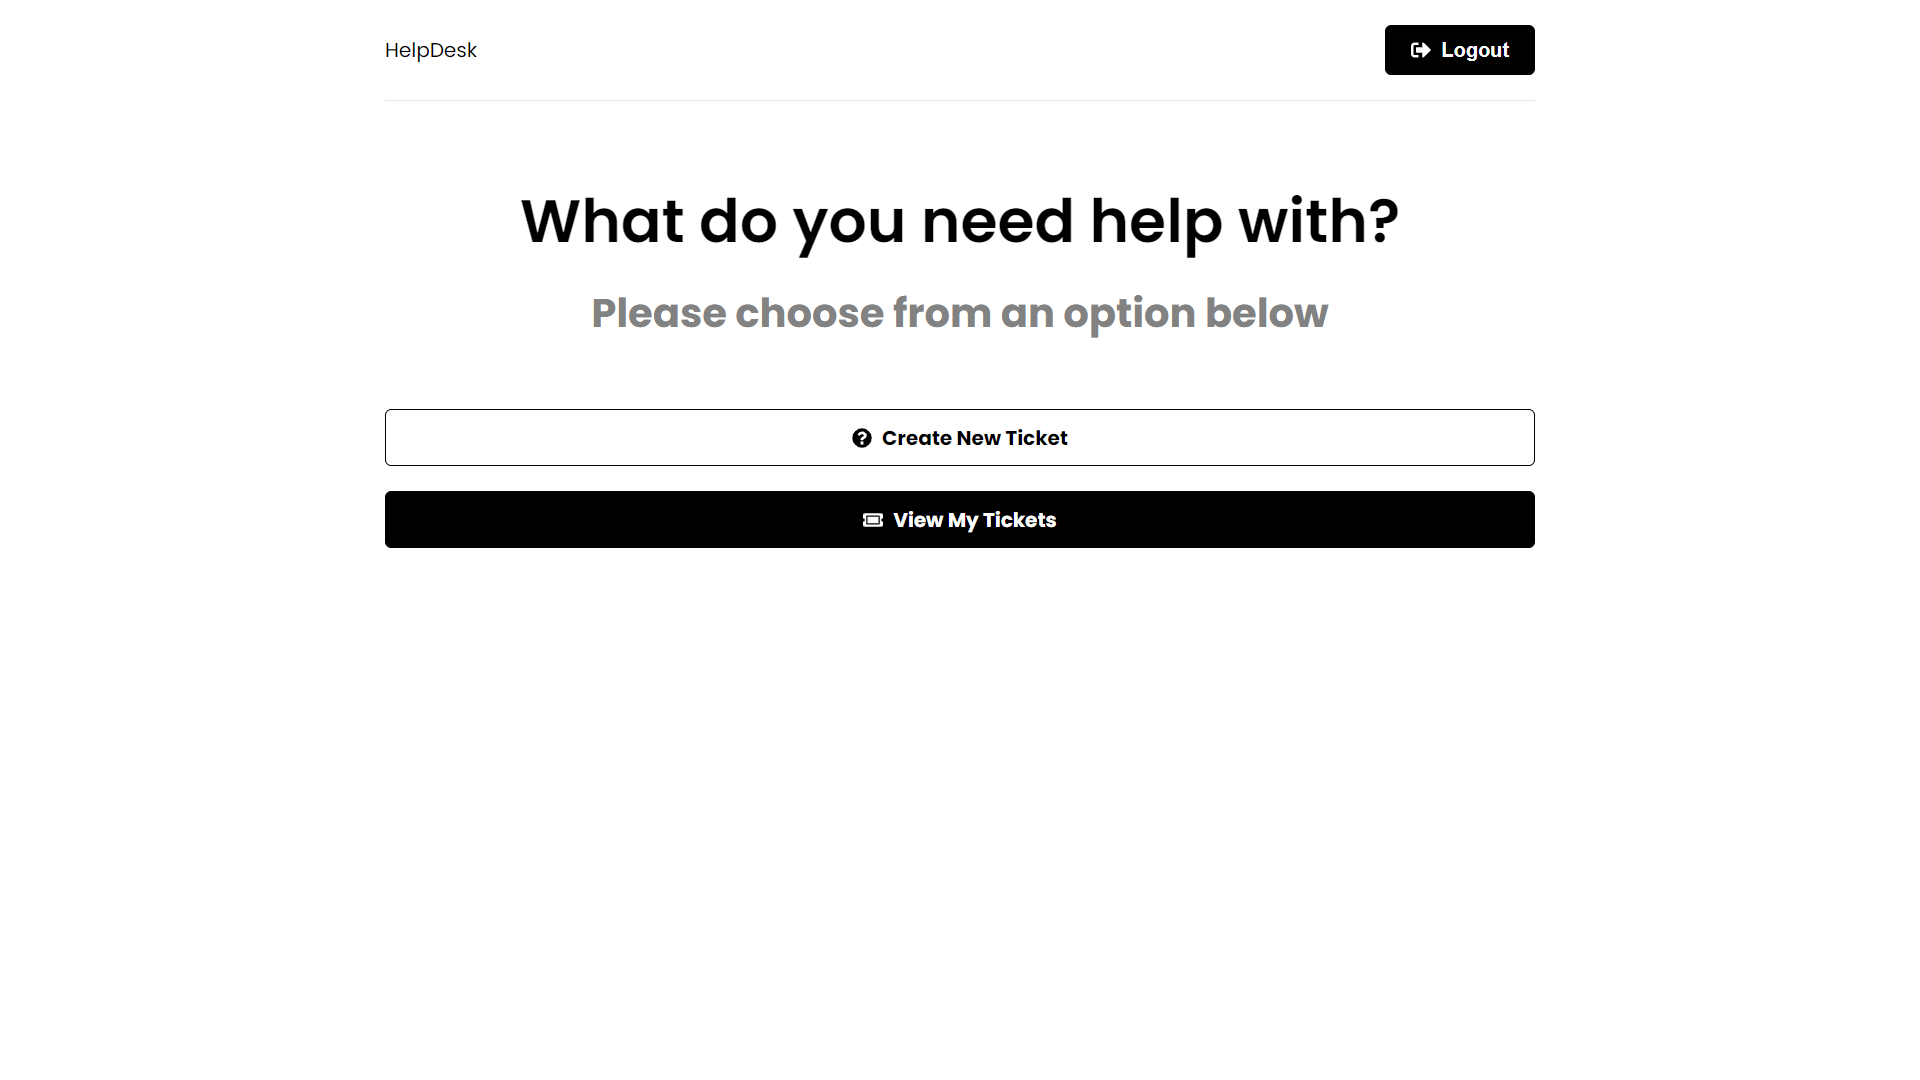 HelpDesk
Logout
What do you need help with?
Please choose from an option below
Create New Ticket
View My Tickets